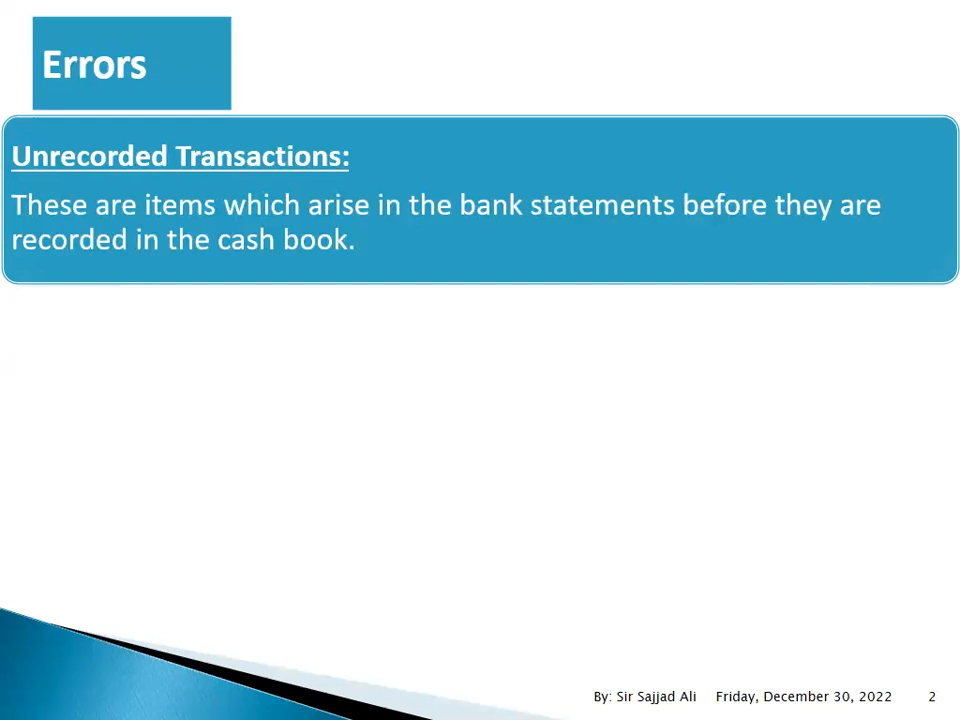 Errors
Unrecorded Transactions:
These are items which arise in the bank statements before they are
recorded in the cash book.
By: Sir Sajjad Ali Friday, December 30, 2022 2